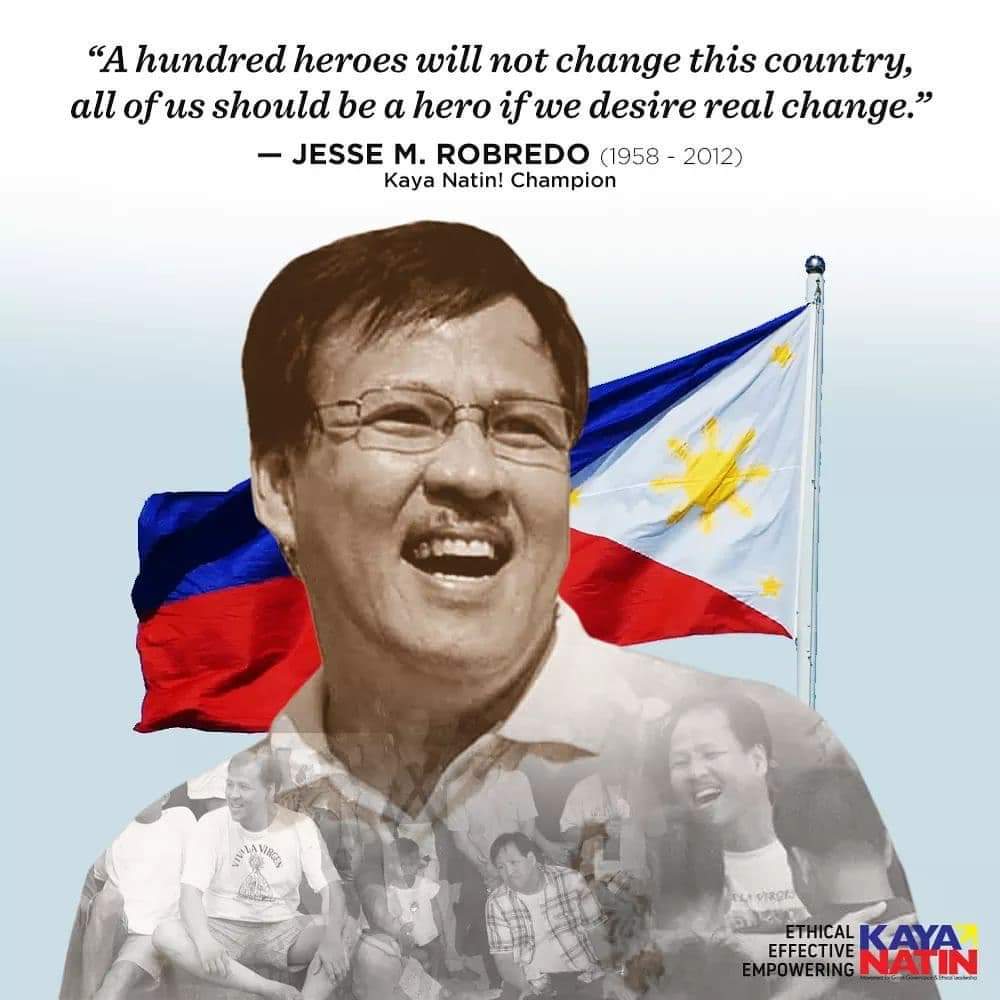 “A hundred heroes will not change this country,
all of us should be a hero if we desire real change.”
— JESSE M. ROBREDO (1958 - 2012)
Kaya Natin! Champion
VIVA LA VIRGEN
ETHICAL
EFFECTIVE
EMPOWERING
KAYA
NATIN